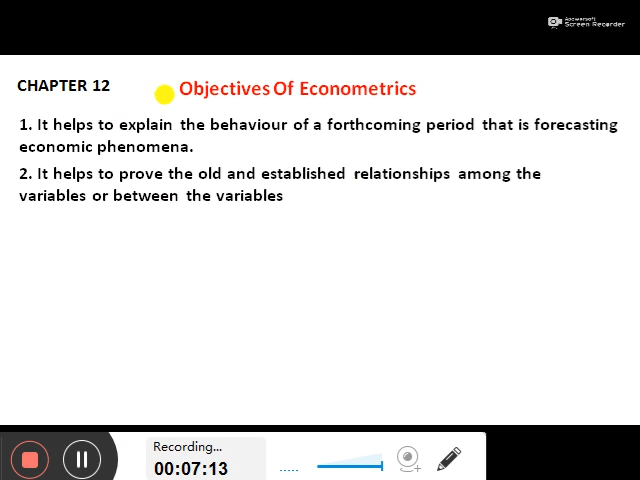 Apowersoft
Screen Recorder
CHAPTER 12
Objectives Of Econometrics
1. It helps to explain the behaviour of a forthcoming period that is forecasting
economic phenomena.
2. It helps to prove the old and established relationships among the
variables or between the variables
Recording...
00:07:13